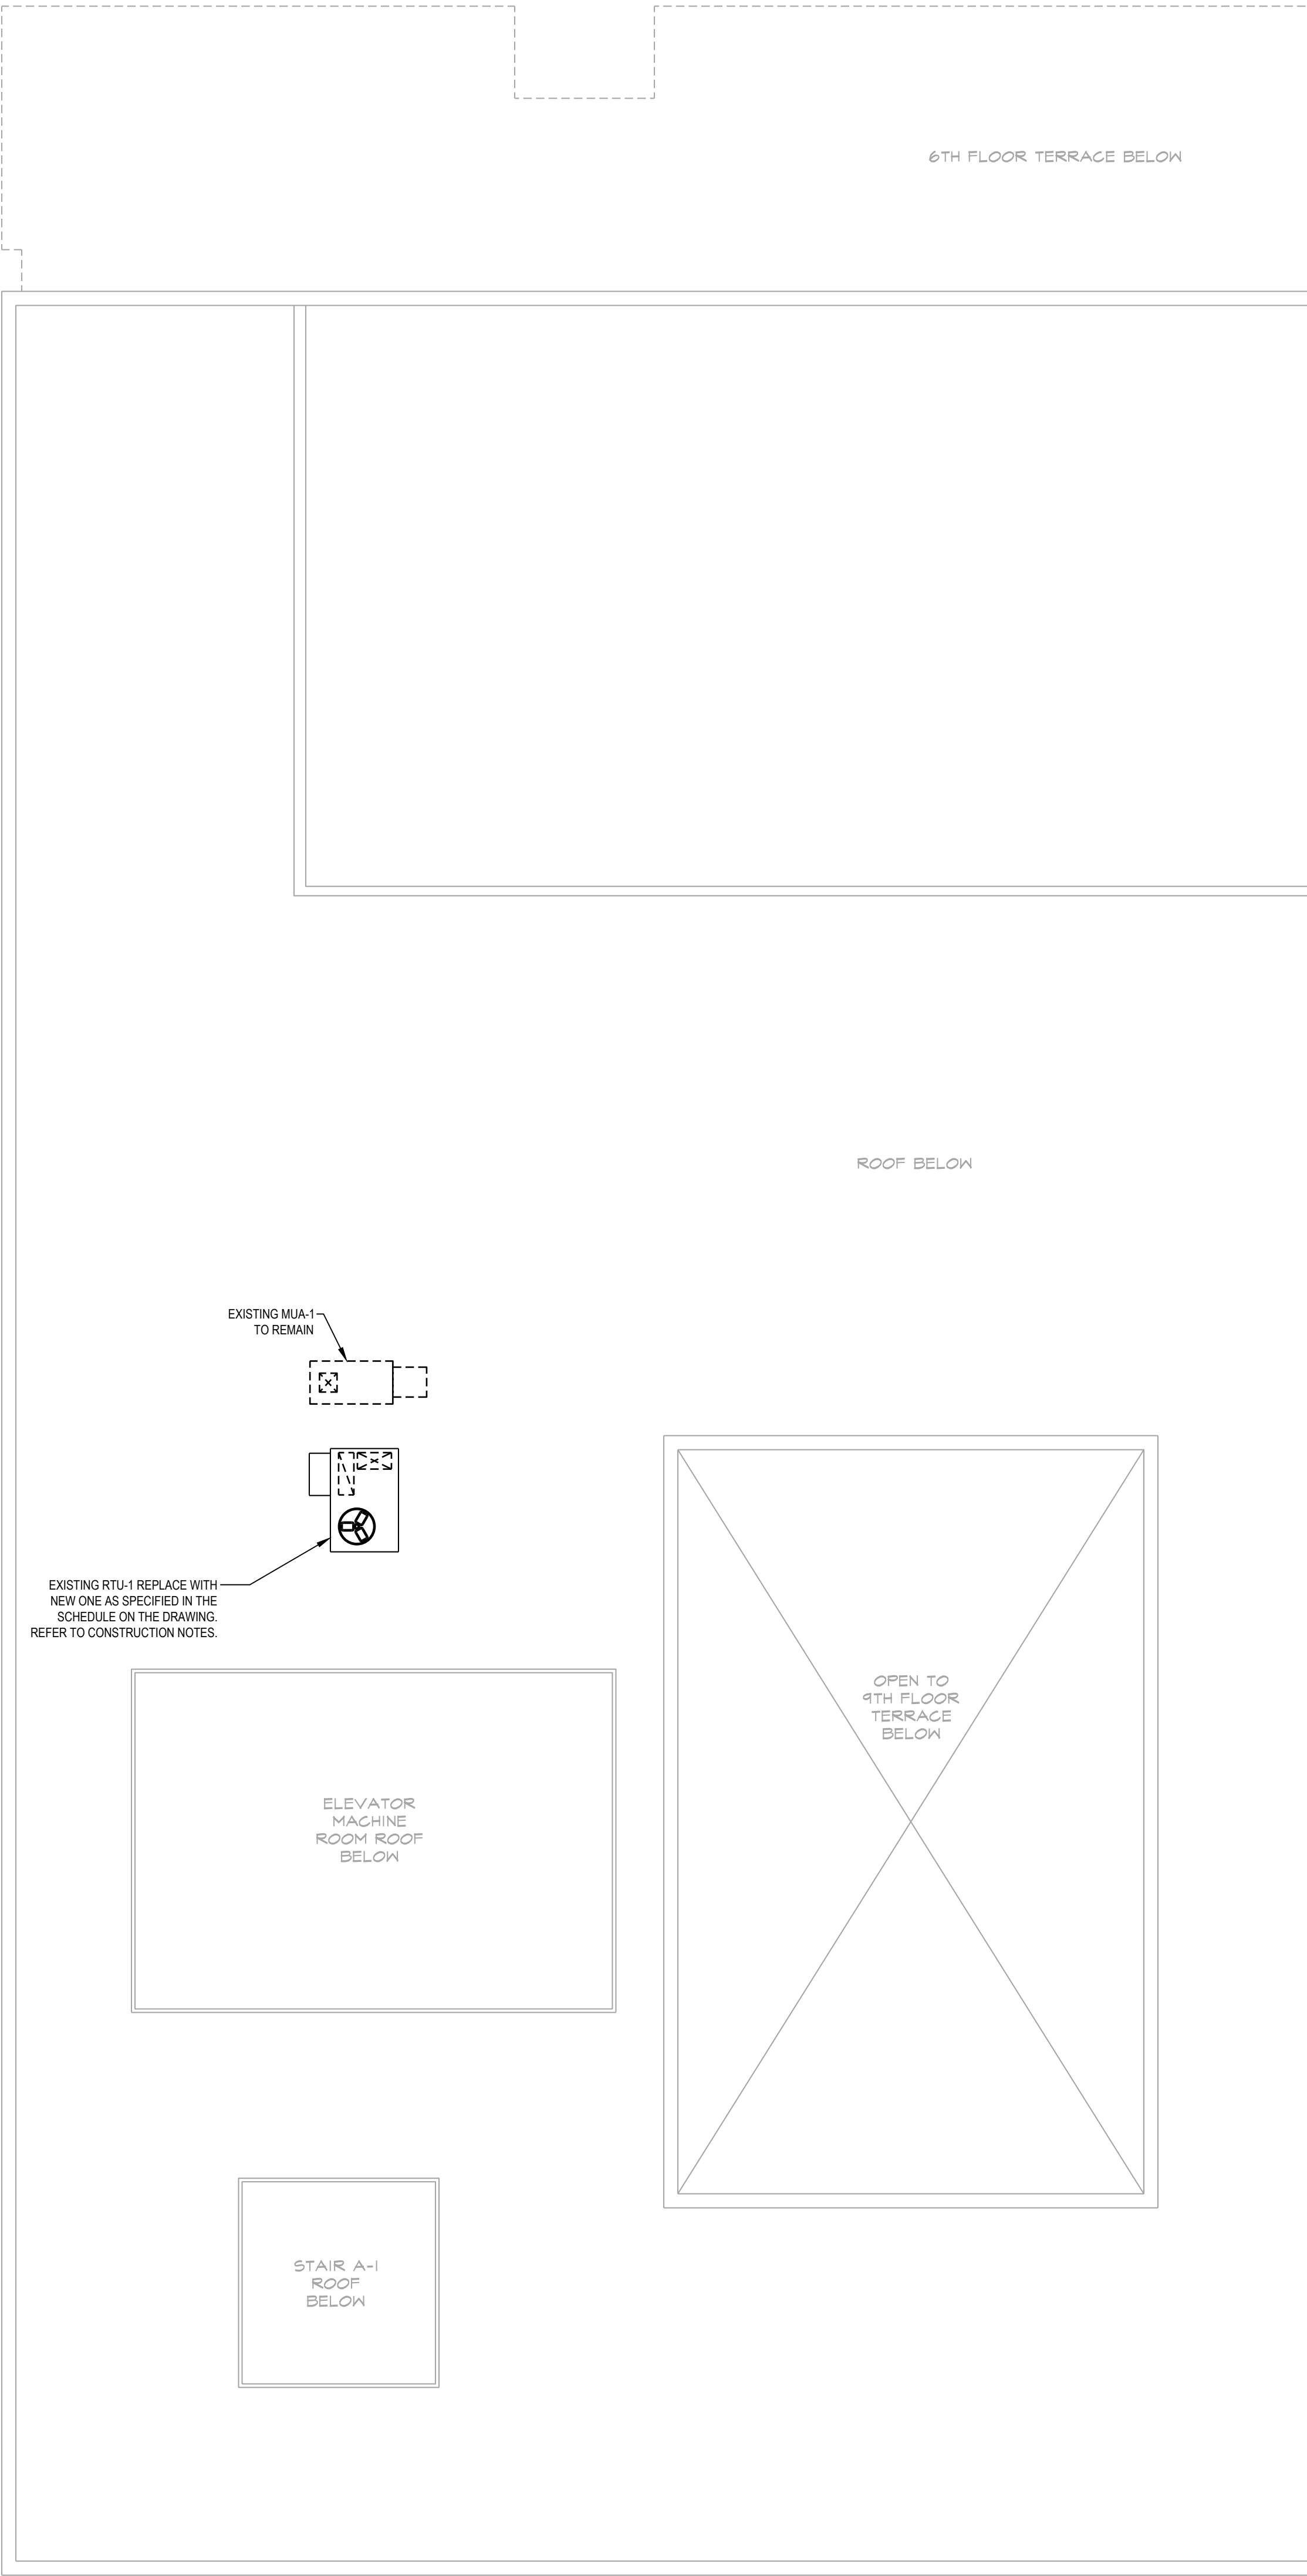 6TH FLOOR TERRACE BELOW
ROOF BELOW
EXISTING MUA-1
TO REMAIN
EXISTING RTU-1 REPLACE WITH
NEW ONE AS SPECIFIED IN THE
SCHEDULE ON THE DRAWING.
REFER TO CONSTRUCTION NOTES.
OPEN TO
9TH FLOOR
TERRACE
BELOW
ELEVATOR
MACHINE
ROOM ROOF
BELOW
STAIR A-1
ROOF
BELOW